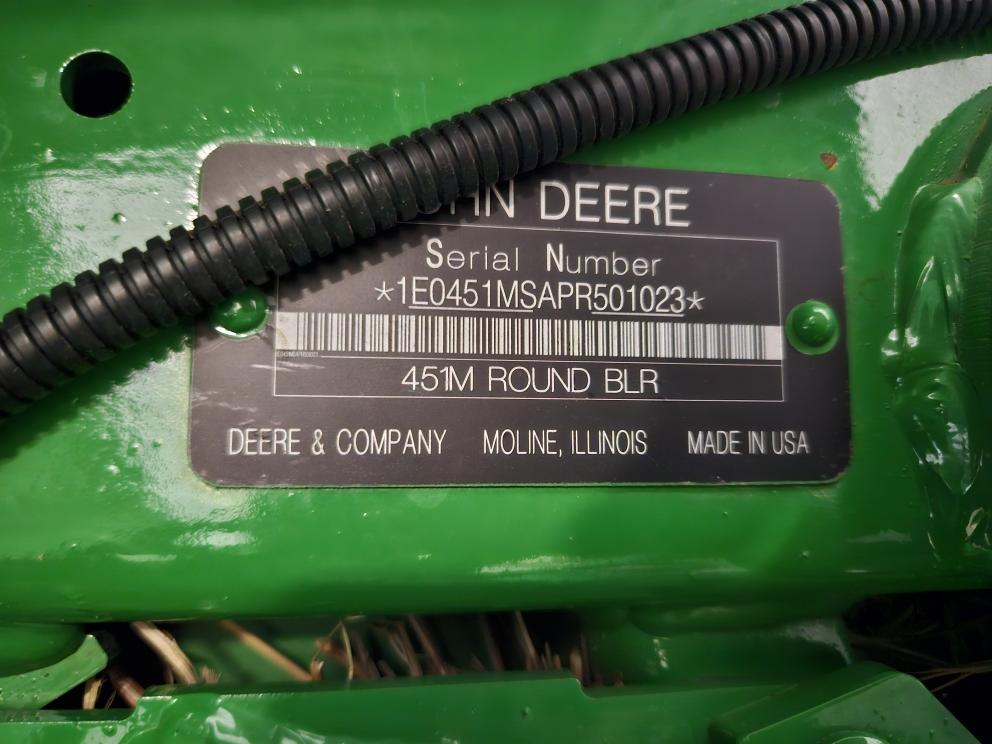 HN DEERE
Serial Number
*1E0451MSAPR501023*
451M ROUND BLR
DEERE & COMPANY MOLINE, ILLINOIS MADE IN USA